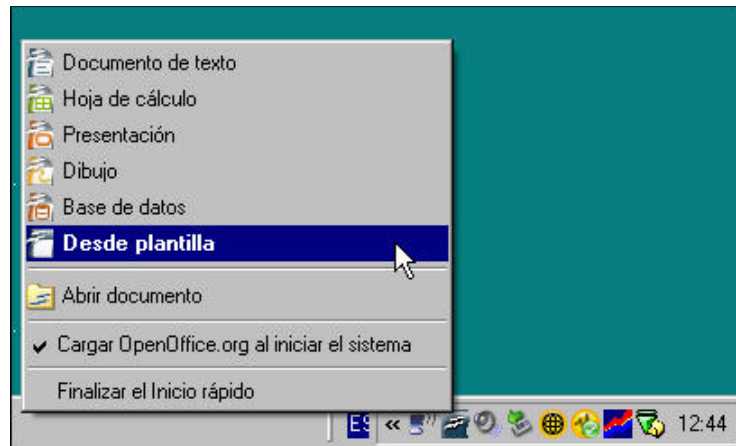 Documento de texto
Hoja de cálculo
Presentación
Dibujo
Base de datos
Desde plantilla
Abrir documento
Cargar OpenOffice.org al iniciar el sistema
Finalizar el Inicio rápido
ES « 12:44